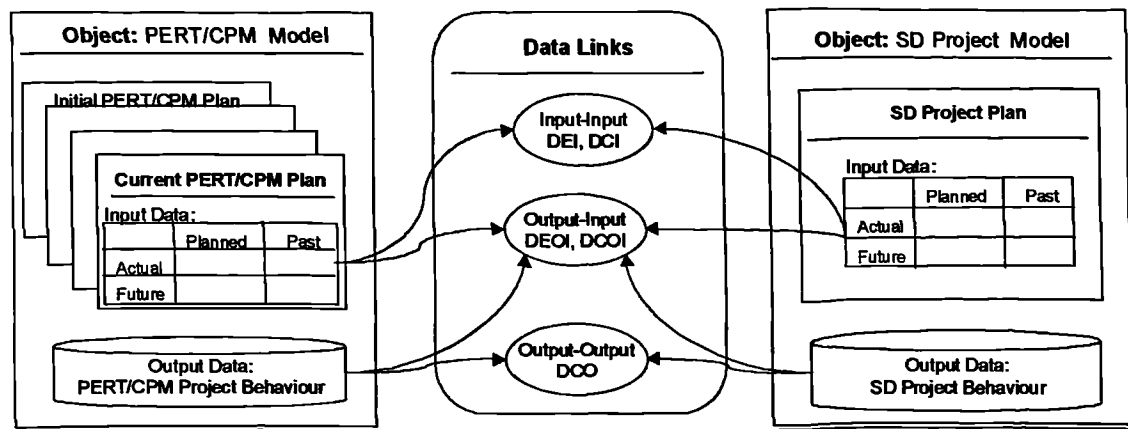 Object: PERT/CPM Model
Initial PERT/CPM Plan
Current PERT/CPM Plan
Input Data:
Planned Past
Actual
Future
Output Data:
PERT/CPM Project Behaviour
Data Links
Input-Input
DEI, DCI
Output-Input
DEOI, DCOI
Output-Output
DCO
Object: SD Project Model
SD Project Plan
Input Data:
Planned Past
Actual
Future
Output Data:
SD Project Behaviour